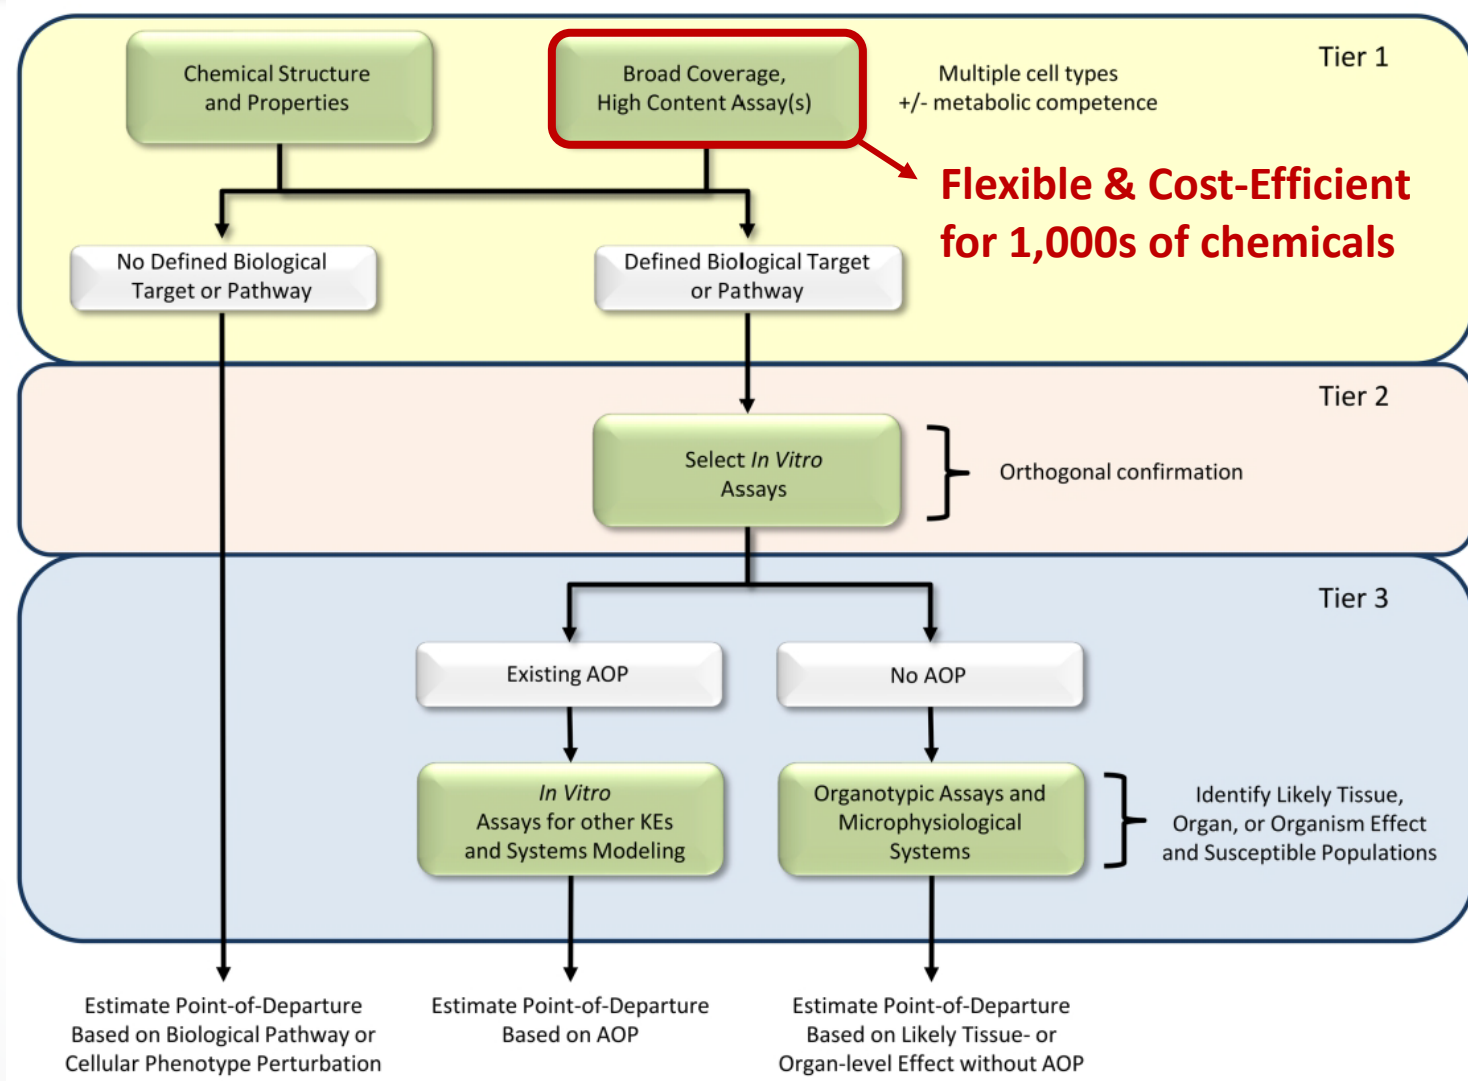 Tier 1
Chemical Structure
and Properties
Broad Coverage,
High Content Assay(s)
Multiple cell types
+/- metabolic competence
Flexible & Cost-Efficient
for 1,000s of chemicals
No Defined Biological
Target or Pathway
Defined Biological Target
or Pathway
Tier 2
Select In Vitro
Assays
Orthogonal confirmation
Tier 3
Existing AOP
No AOP
In Vitro
Assays for other KEs
and Systems Modeling
Organotypic Assays and
Microphysiological
Systems
Identify Likely Tissue,
Organ, or Organism Effect
and Susceptible Populations
Estimate Point-of-Departure
Based on Biological Pathway or
Cellular Phenotype Perturbation
Estimate Point-of-Departure
Based on AOP
Estimate Point-of-Departure
Based on Likely Tissue- or
Organ-level Effect without AOP